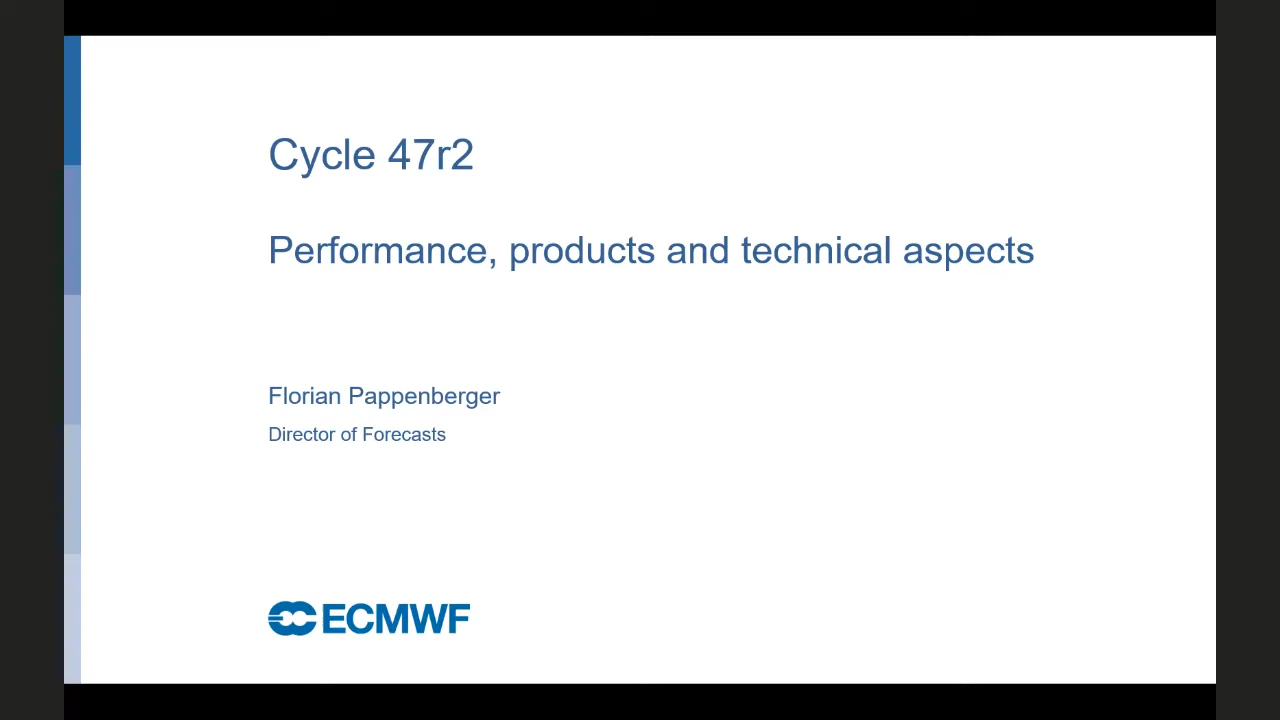 Cycle 47r2
Performance, products and technical aspects
Florian Pappenberger
Director of Forecasts
ECMWF